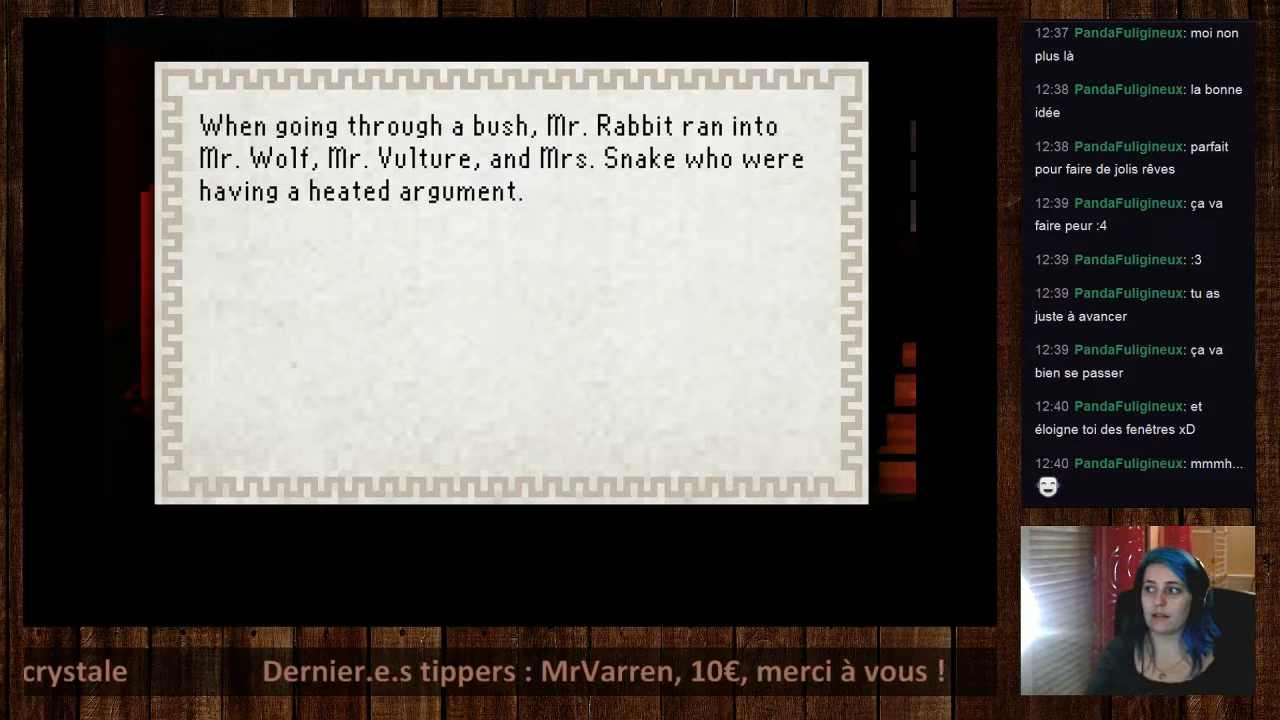 When going through a bush, Mr. Rabbit ran into
Mr. Wolf, Mr. Vulture, and Mrs. Snake who were
having a heated argument.
12:37 PandaFuligineux: moi non
plus là
12:38 PandaFuligineux: la bonne
idée
12:38 PandaFuligineux: parfait
pour faire de jolis rêves
12:39 PandaFuligineux: ça va
faire peur :4
12:39 PandaFuligineux: :3
12:39 PandaFuligineux: tu as
juste à avancer
12:39 PandaFuligineux: ça va
bien se passer
12:40 PandaFuligineux: et
éloigne toi des fenêtres xD
12:40 PandaFuligineux: mmmh...
crystale
Dernier.e.s tippers : MrVarren, 10€, merci à vous !